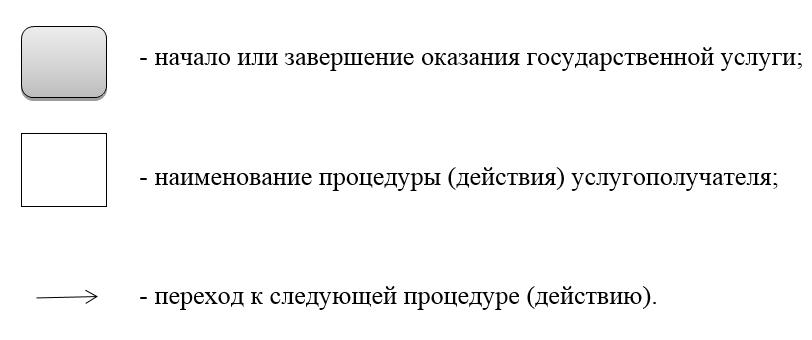 - начало или завершение оказания государственной услуги;
- наименование процедуры (действия) услугополучателя;
- переход к следующей процедуре (действию).